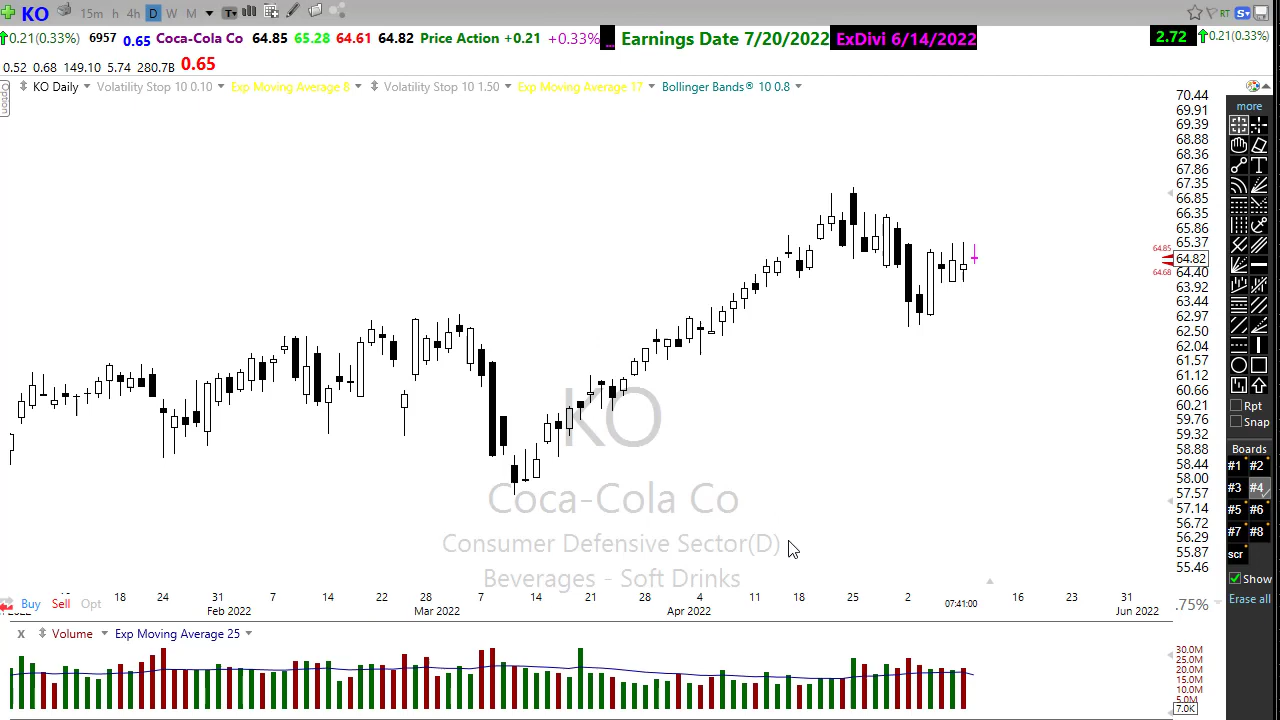 KO 15m h 4h D W M T RT S
0.21(0.33%) 6957 0.65 Coca-Cola Co 64.85 65.28 64.61 64.82 Price Action +0.21 +0.33% ... Earnings Date 7/20/2022 ExDivi 6/14/2022 2.72 0.21(0.33%)
0.52 0.68 149.10 5.74 280.7B 0.65
Option
KO Daily Volatility Stop 10 0.10 Exp Moving Average 8 Volatility Stop 10 1.50 Exp Moving Average 17 Bollinger Bands® 10 0.8
70.44
69.91
69.39
68.88
68.36
67.86
67.35
66.85
66.35
65.86
65.37
64.85
64.82
64.68
64.40
63.92
63.44
62.97
62.50
62.04
61.57
61.12
60.66
60.21
59.76
59.32
58.88
58.44
58.00
57.57
57.14
56.72
56.29
55.87
55.46
KO
Coca-Cola Co
Consumer Defensive Sector(D)
Beverages - Soft Drinks
more
Rpt
Snap
Boards
#1 #2
#3 #4
#5 #6
#7 #8
scr
Show
Erase all
Buy Sell Opt
18 24 31 7 14 22 28 7 14 21 28 4 11 18 25 2 07:41:00 16 23 31
2022 Feb 2022 Mar 2022 Apr 2022 Jun 2022
.75%
x Volume Exp Moving Average 25
30.0M
25.0M
20.0M
15.0M
10.0M
5.0M
7.0K